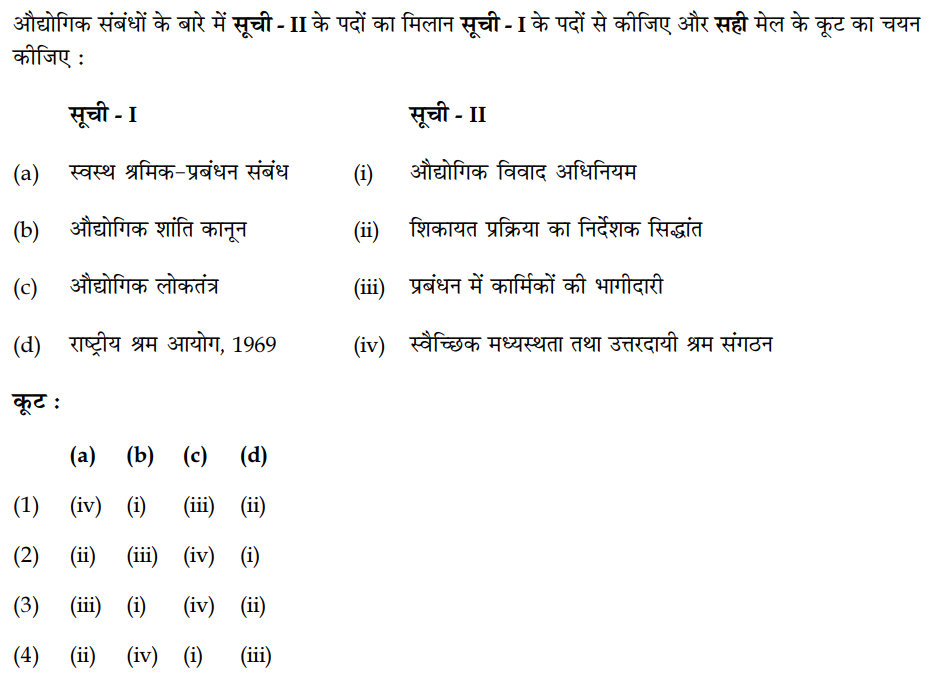 औद्योगिक संबंधों के बारे में सूची - II के पदों का मिलान सूची - I के पदों से कीजिए और सही मेल के कूट का चयन
कीजिए :
सूची - I सूची - II
(a) स्वस्थ श्रमिक-प्रबंधन संबंध (i) औद्योगिक विवाद अधिनियम
(b) औद्योगिक शांति कानून (ii) शिकायत प्रक्रिया का निर्देशक सिद्धांत
(c) औद्योगिक लोकतंत्र (iii) प्रबंधन में कार्मिकों की भागीदारी
(d) राष्ट्रीय श्रम आयोग, 1969 (iv) स्वैच्छिक मध्यस्थता तथा उत्तरदायी श्रम संगठन
कूट :
(a) (b) (c) (d)
(1) (iv) (i) (iii) (ii)
(2) (ii) (iii) (iv) (i)
(3) (iii) (i) (iv) (ii)
(4) (ii) (iv) (i) (iii)